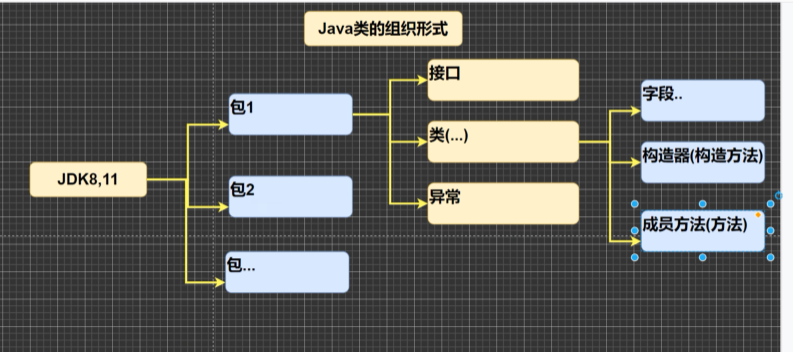 Java类的组织形式
JDK8,11
包1
包2
包...
接口
类(...)
异常
字段..
构造器(构造方法)
成员方法(方法)